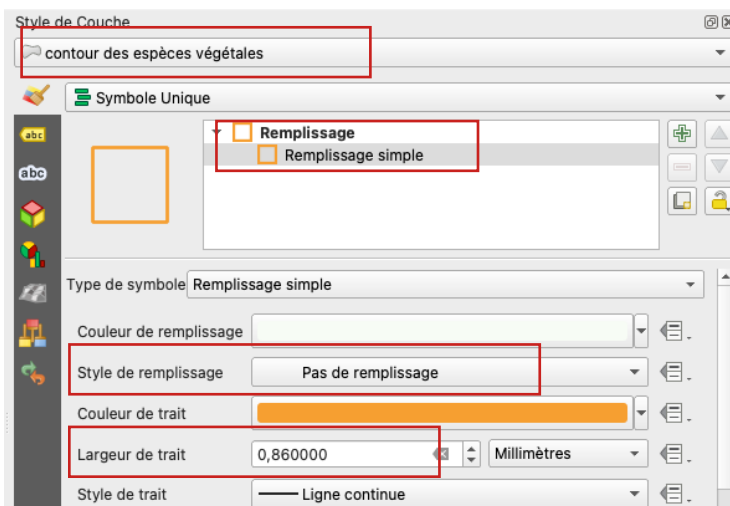 Style de Couche
contour des espèces végétales
Symbole Unique
abc
Remplissage
abc
Remplissage simple
Type de symbole Remplissage simple
Couleur de remplissage
Style de remplissage Pas de remplissage
Couleur de trait
Largeur de trait 0,860000 Millimètres
Style de trait Ligne continue